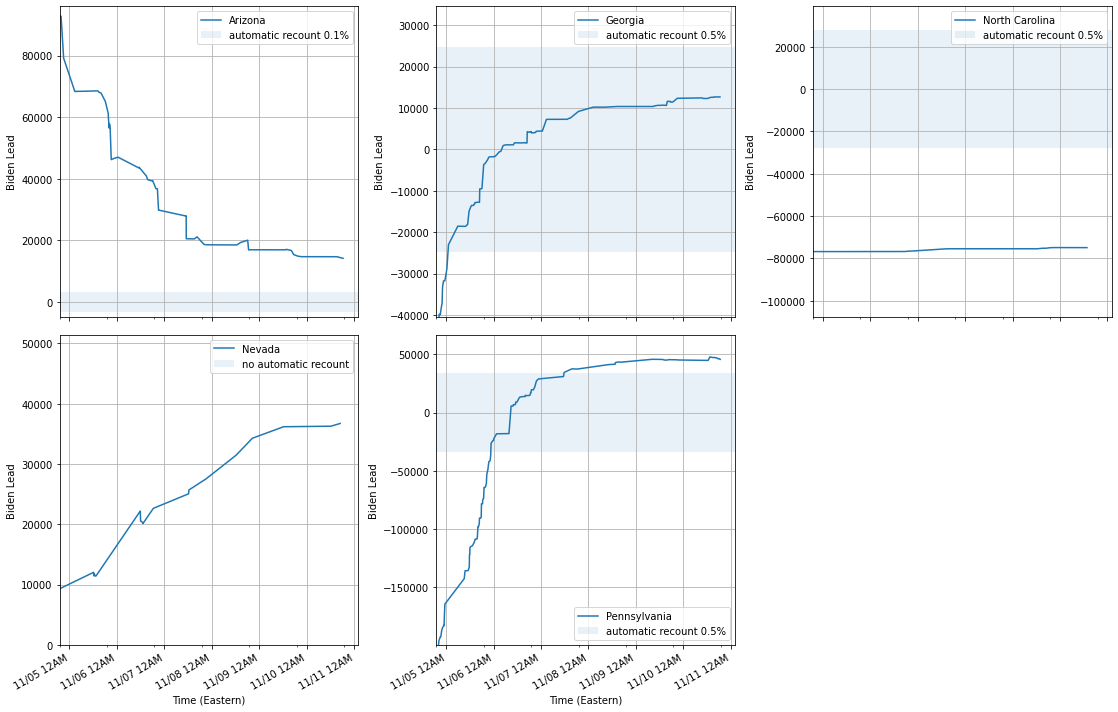 Arizona
automatic recount 0.1%
80000
60000
40000
20000
0
Biden Lead
Georgia
automatic recount 0.5%
30000
20000
10000
0
−10000
−20000
−30000
−40000
Biden Lead
North Carolina
automatic recount 0.5%
20000
0
−20000
−40000
−60000
−80000
−100000
Biden Lead
Nevada
no automatic recount
50000
40000
30000
20000
10000
0
Biden Lead
11/05 12AM
11/06 12AM
11/07 12AM
11/08 12AM
11/09 12AM
11/10 12AM
11/11 12AM
Time (Eastern)
50000
0
−50000
−100000
−150000
Biden Lead
Pennsylvania
automatic recount 0.5%
11/05 12AM
11/06 12AM
11/07 12AM
11/08 12AM
11/09 12AM
11/10 12AM
11/11 12AM
Time (Eastern)